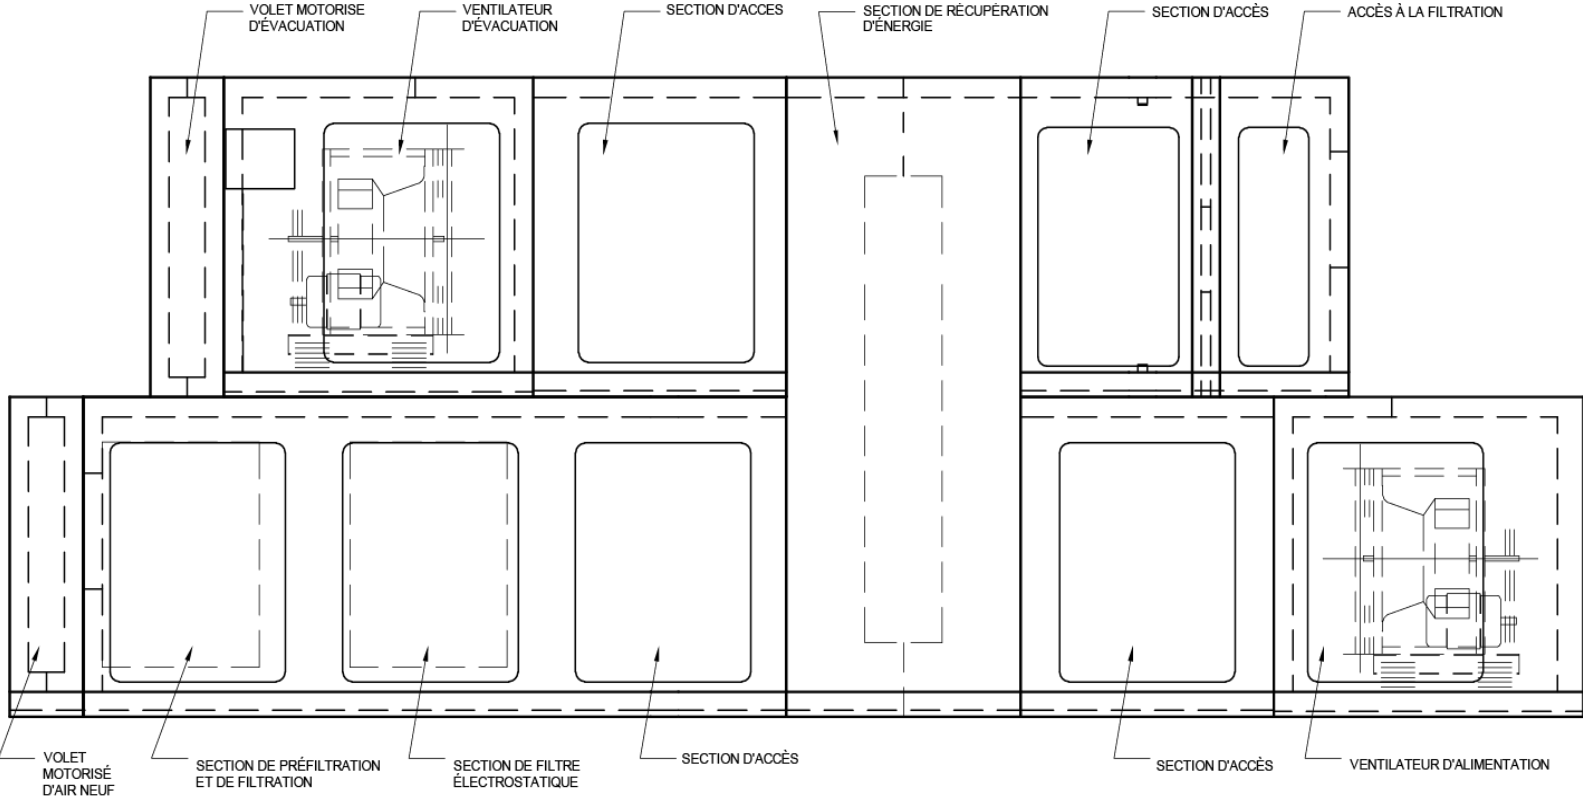 VOLET MOTORISE
D'ÉVACUATION
VENTILATEUR
D'ÉVACUATION
SECTION D'ACCES
SECTION DE RÉCUPÉRATION
D'ÉNERGIE
SECTION D'ACCÈS
ACCÈS À LA FILTRATION
VOLET
MOTORISÉ
D'AIR NEUF
SECTION DE PRÉFILTRATION
ET DE FILTRATION
SECTION DE FILTRE
ÉLECTROSTATIQUE
SECTION D'ACCÈS
SECTION D'ACCÈS
VENTILATEUR D'ALIMENTATION